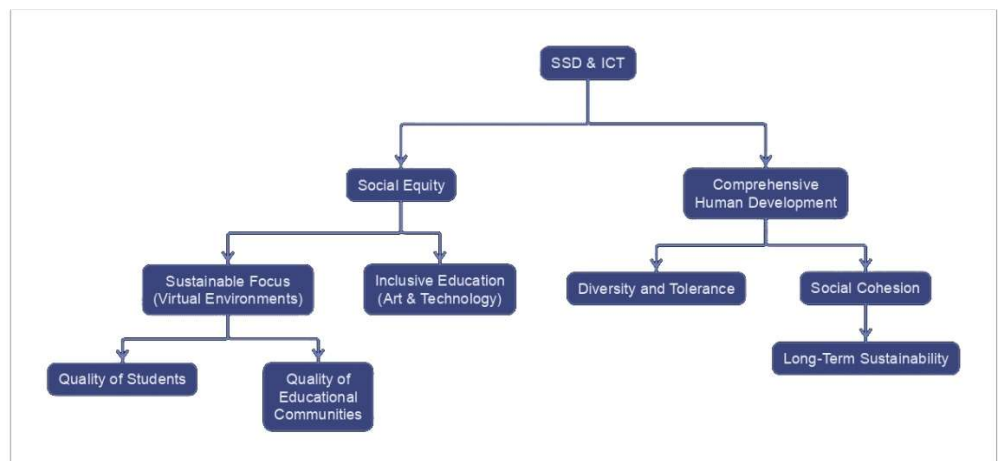 SSD & ICT
Social Equity
Comprehensive
Human Development
Sustainable Focus
(Virtual Environments)
Inclusive Education
(Art & Technology)
Diversity and Tolerance
Social Cohesion
Quality of Students
Quality of
Educational
Communities
Long-Term Sustainability